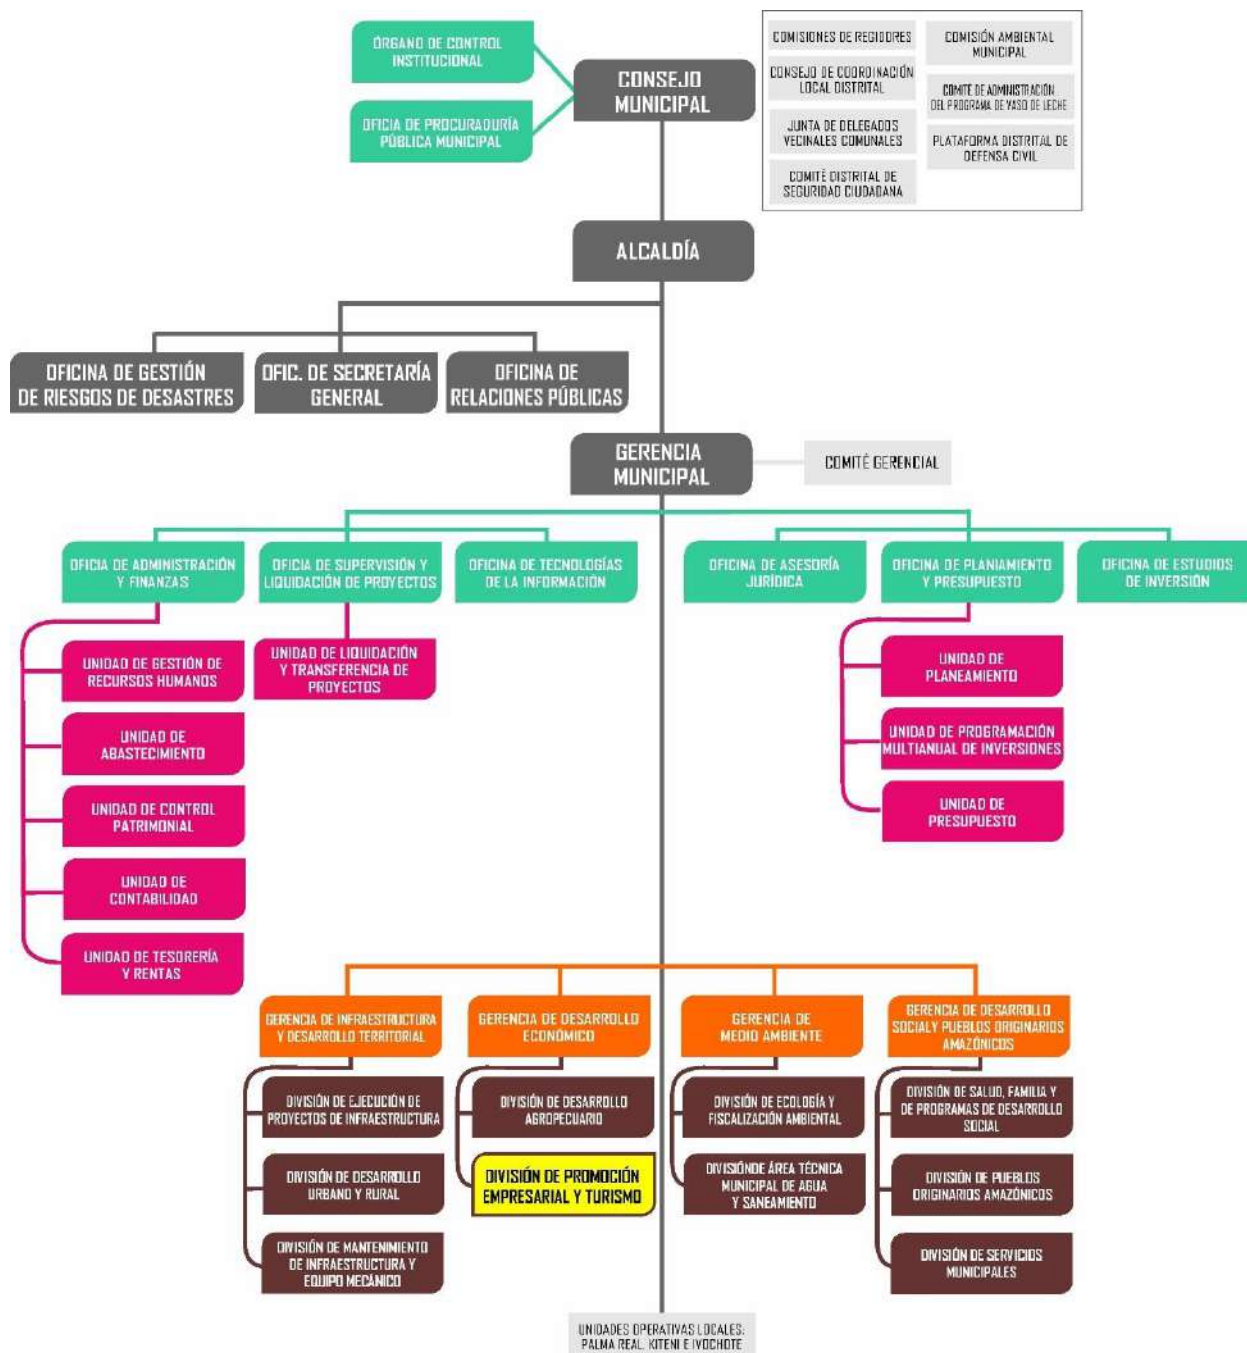 ÓRGANO DE CONTROL
INSTITUCIONAL
OFICIA DE PROCURADURÍA
PÚBLICA MUNICIPAL
CONSEJO
MUNICIPAL
COMISIONES DE REGIDORES
CONSEJO DE COORDINACIÓN
LOCAL DISTRITAL
JUNTA DE DELEGADOS
VECINALES COMUNALES
COMITÉ DISTRITAL DE
SEGURIDAD CIUDADANA
COMISIÓN AMBIENTAL
MUNICIPAL
COMITÉ DE ADMINISTRACIÓN
DEL PROGRAMA DE VASO DE LECHE
PLATAFORMA DISTRITAL DE
DEFENSA CIVIL
ALCALDÍA
OFICINA DE GESTIÓN
DE RIESGOS DE DESASTRES
OFIC. DE SECRETARÍA
GENERAL
OFICINA DE
RELACIONES PÚBLICAS
GERENCIA
MUNICIPAL
COMITÉ GERENCIAL
OFICIA DE ADMINISTRACIÓN
Y FINANZAS
OFICIA DE SUPERVISIÓN Y
LIQUIDACIÓN DE PROYECTOS
OFICINA DE TECNOLOGÍAS
DE LA INFORMACIÓN
OFICINA DE ASESORÍA
JURÍDICA
OFICINA DE PLANIAMIENTO
Y PRESUPUESTO
OFICINA DE ESTUDIOS
DE INVERSIÓN
UNIDAD DE GESTIÓN DE
RECURSOS HUMANOS
UNIDAD DE
ABASTECIMIENTO
UNIDAD DE CONTROL
PATRIMONIAL
UNIDAD DE
CONTABILIDAD
UNIDAD DE TESORERÍA
Y RENTAS
UNIDAD DE LIQUIDACIÓN
Y TRANSFERENCIA DE
PROYECTOS
UNIDAD DE
PLANEAMIENTO
UNIDAD DE PROGRAMACIÓN
MULTIANUAL DE INVERSIONES
UNIDAD DE
PRESUPUESTO
GERENCIA DE INFRAESTRUCTURA
Y DESARROLLO TERRITORIAL
GERENCIA DE DESARROLLO
ECONÓMICO
GERENCIA DE
MEDIO AMBIENTE
GERENCIA DE DESARROLLO
SOCIALY PUEBLOS ORIGINARIOS
AMAZÓNICOS
DIVISIÓN DE EJECUCIÓN DE
PROYECTOS DE INFRAESTRUCTURA
DIVISIÓN DE DESARROLLO
URBANO Y RURAL
DIVISIÓN DE MANTENIMIENTO
DE INFRAESTRUCTURA Y
EQUIPO MECÁNICO
DIVISIÓN DE DESARROLLO
AGROPECUARIO
DIVISIÓN DE PROMOCIÓN
EMPRESARIAL Y TURISMO
DIVISIÓN DE ECOLOGÍA Y
FISCALIZACIÓN AMBIENTAL
DIVISIÓNDE ÁREA TÉCNICA
MUNICIPAL DE AGUA
Y SANEAMIENTO
DIVISIÓN DE SALUD, FAMILIA Y
DE PROGRAMAS DE DESARROLLO
SOCIAL
DIVISIÓN DE PUEBLOS
ORIGINARIOS AMAZÓNICOS
DIVISIÓN DE SERVICIOS
MUNICIPALES
UNIDADES OPERATIVAS LOCALES:
PALMA REAL, KITENI E IVOCHOTE